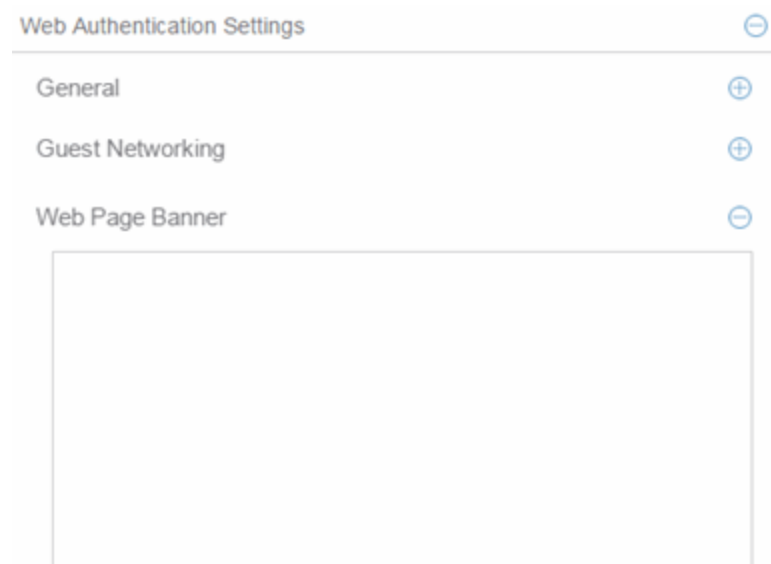 Web Authentication Settings
General
Guest Networking
Web Page Banner